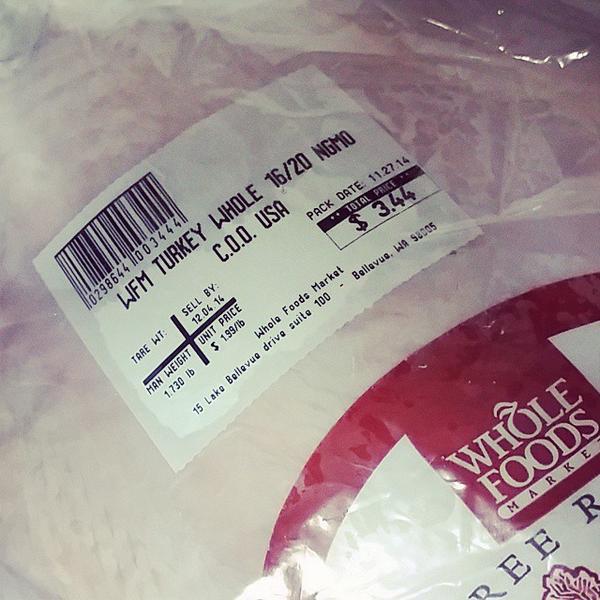 0298644 003444
WFM TURKEY WHOLE 16/20 NGMO
C.O.O. USA
PACK DATE: 11.27.14
TOTAL PRICE
$ 3.44
TARE WT:
SELL BY:
12.04.14
MAN WEIGHT
1.730 lb
UNIT PRICE
$ 1.99/lb
Whole Foods Market
15 Lake Bellevue drive suite 100 - Bellevue, WA 98005
WHOLE
FOODS
MARKE
REE R